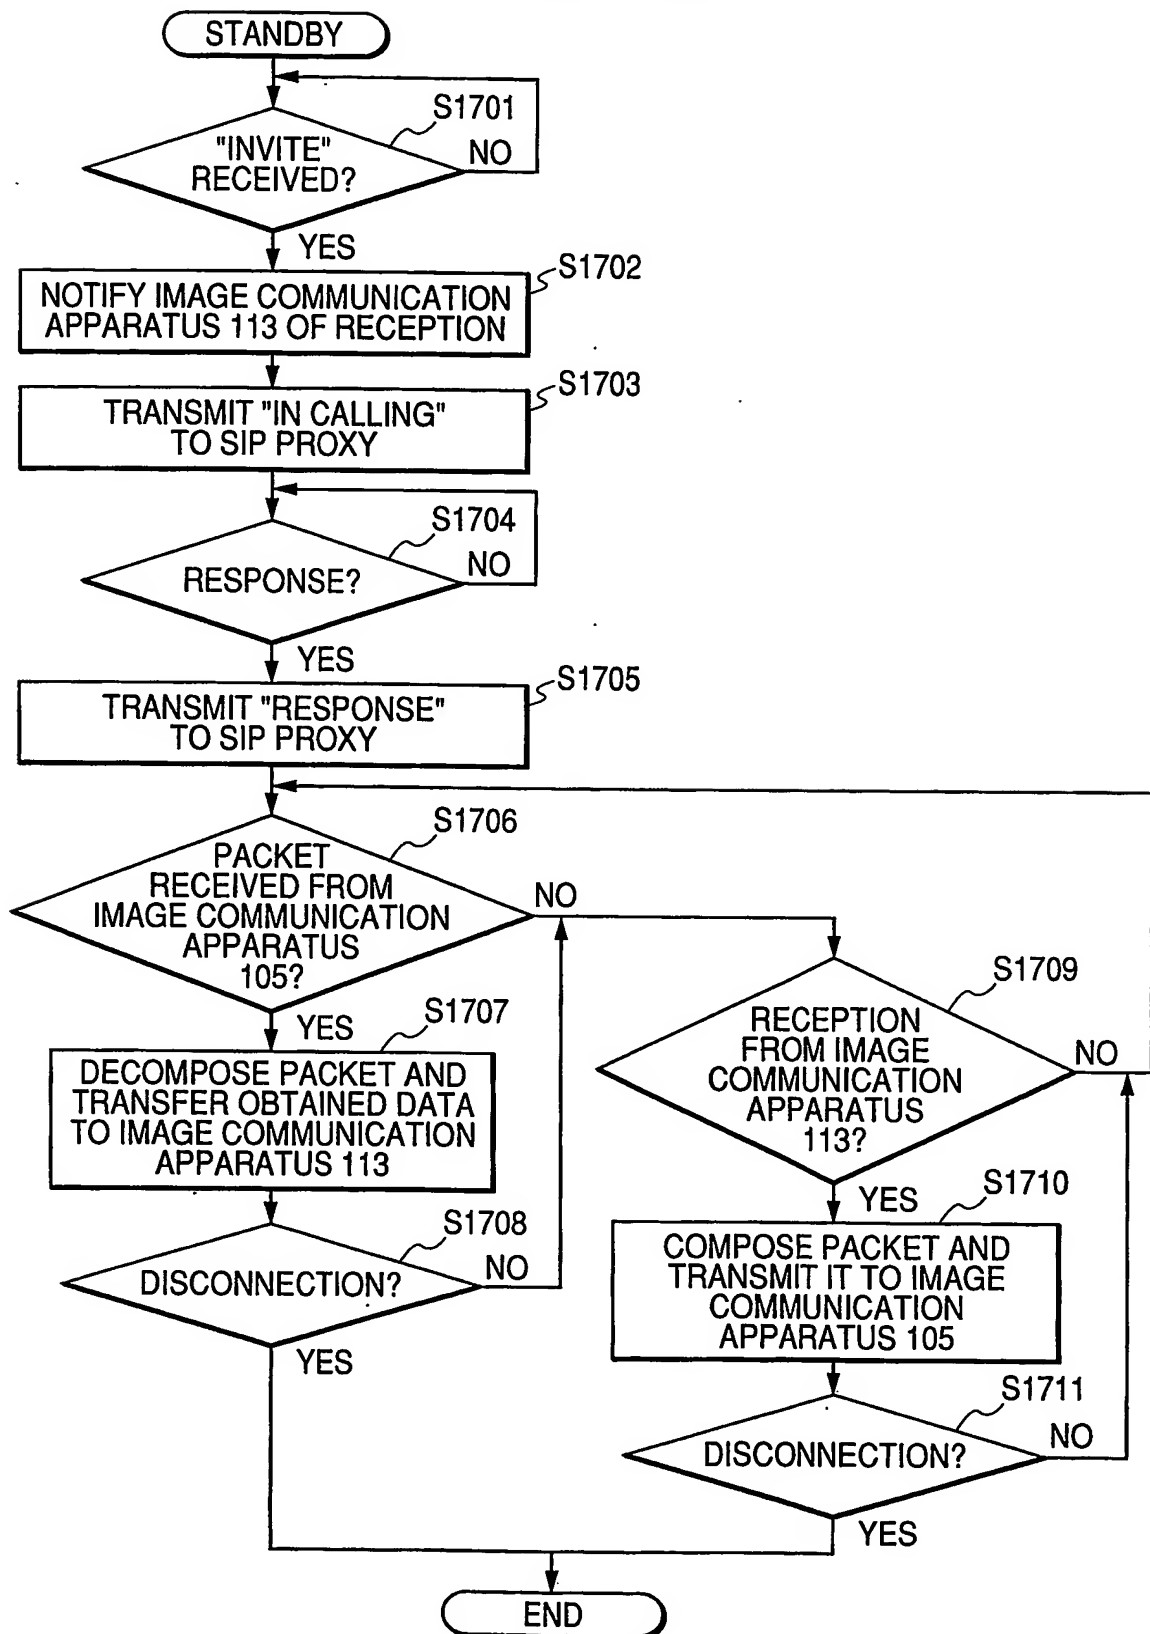 STANDBY
S1701
"INVITE"
RECEIVED?
NO
YES
S1702
NOTIFY IMAGE COMMUNICATION
APPARATUS 113 OF RECEPTION
S1703
TRANSMIT "IN CALLING"
TO SIP PROXY
S1704
RESPONSE?
NO
YES
S1705
TRANSMIT "RESPONSE"
TO SIP PROXY
S1706
PACKET
RECEIVED FROM
IMAGE COMMUNICATION
APPARATUS
105?
NO
YES
S1707
DECOMPOSE PACKET AND
TRANSFER OBTAINED DATA
TO IMAGE COMMUNICATION
APPARATUS 113
S1708
DISCONNECTION?
NO
YES
S1709
RECEPTION
FROM IMAGE
COMMUNICATION
APPARATUS
113?
NO
YES
S1710
COMPOSE PACKET AND
TRANSMIT IT TO IMAGE
COMMUNICATION
APPARATUS 105
S1711
DISCONNECTION?
NO
YES
END